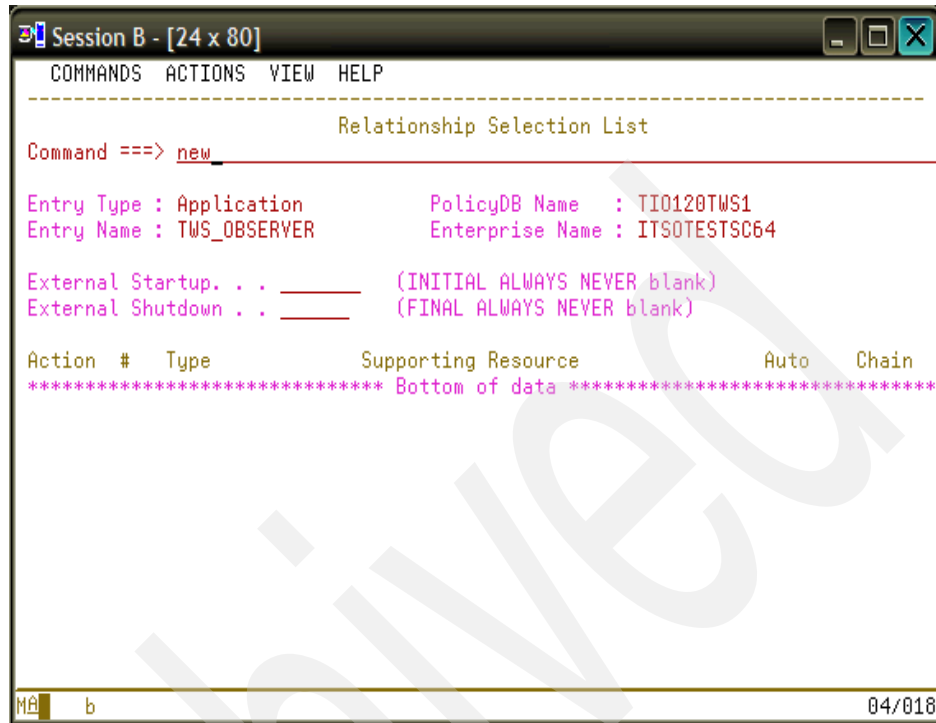 Session B - [24 x 80]
COMMANDS ACTIONS VIEW HELP
-------------------------------------------------------------------------------
Relationship Selection List
Command ===> new
Entry Type : Application PolicyDB Name : TIO120TWS1
Entry Name : TWS_OBSERVER Enterprise Name : ITSOTESTSC64
External Startup. . . _______ (INITIAL ALWAYS NEVER blank)
External Shutdown . . ______ (FINAL ALWAYS NEVER blank)
Action # Type Supporting Resource Auto Chain
******************************* Bottom of data ********************************
MA b 04/018